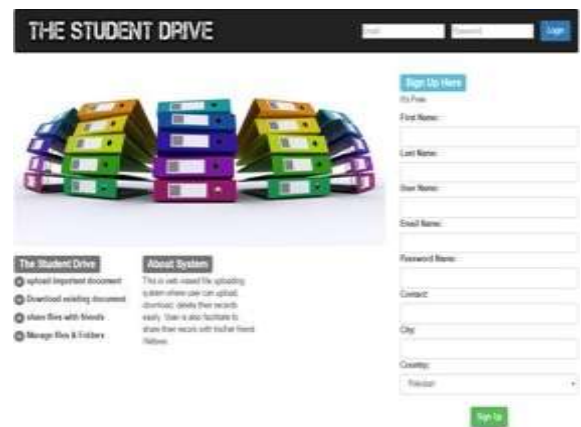 THE STUDENT DRIVE
Email
Password
Login
Sign Up Here
It's Free
First Name:
Last Name:
User Name:
Email Name:
Password Name:
Contact:
City:
Country:
Pakistan
Sign Up
The Student Drive
upload important document
Download existing document
share files with friends
Manage files & Folders
About System
This is web based file uploading
system where user can upload,
download, delete their records
easily. User is also facilitate to
share their record with his/her friend